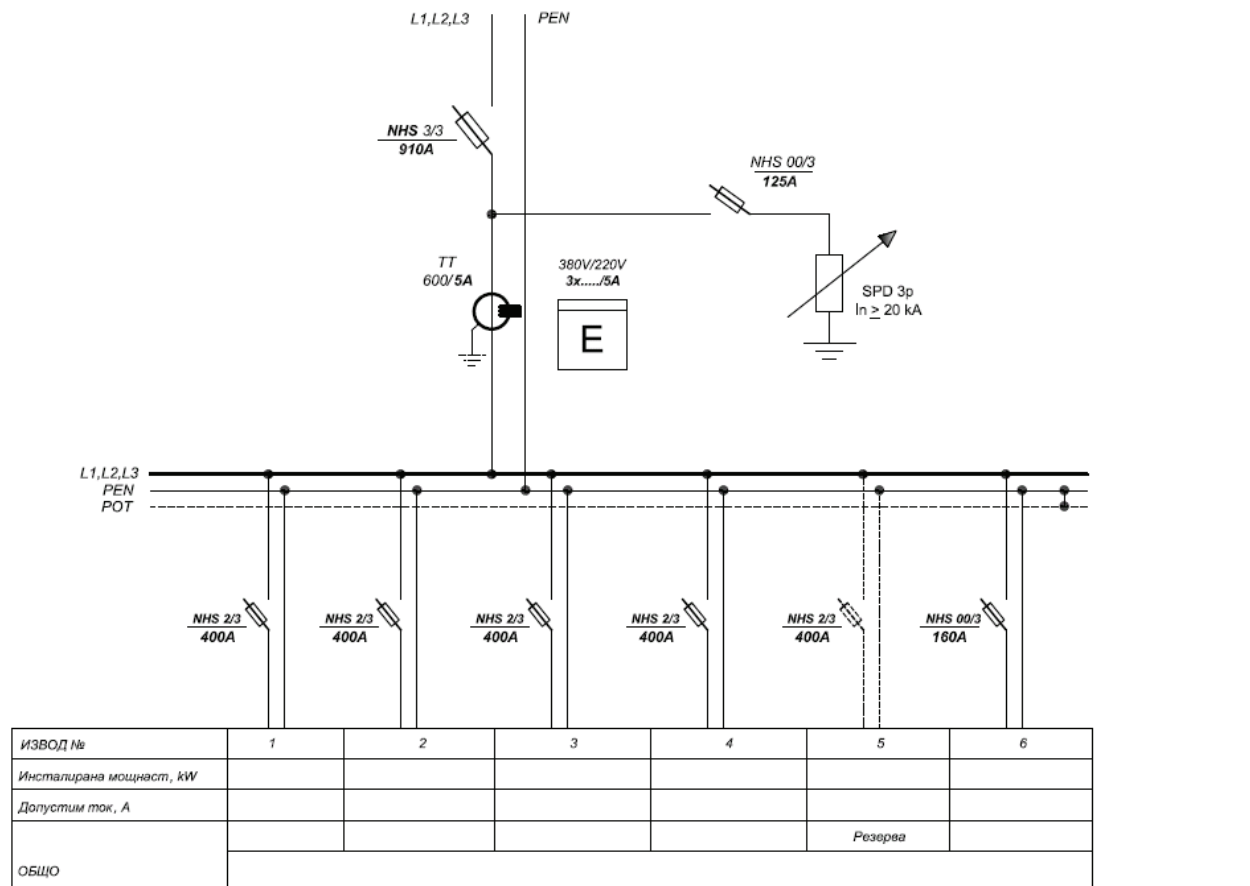 L1,L2,L3 PEN
NHS 3/3
910A
NHS 00/3
125A
TT
600/5A
380V/220V
3x...../5A
E
SPD 3p
In ≥ 20 kA
L1,L2,L3
PEN
POT
NHS 2/3
400A
NHS 2/3
400A
NHS 2/3
400A
NHS 2/3
400A
NHS 2/3
400A
NHS 00/3
160A
ИЗВОД № 1 2 3 4 5 6
Инсталирана мощнаст, kW
Допустим ток, А
Резерва
ОБЩО